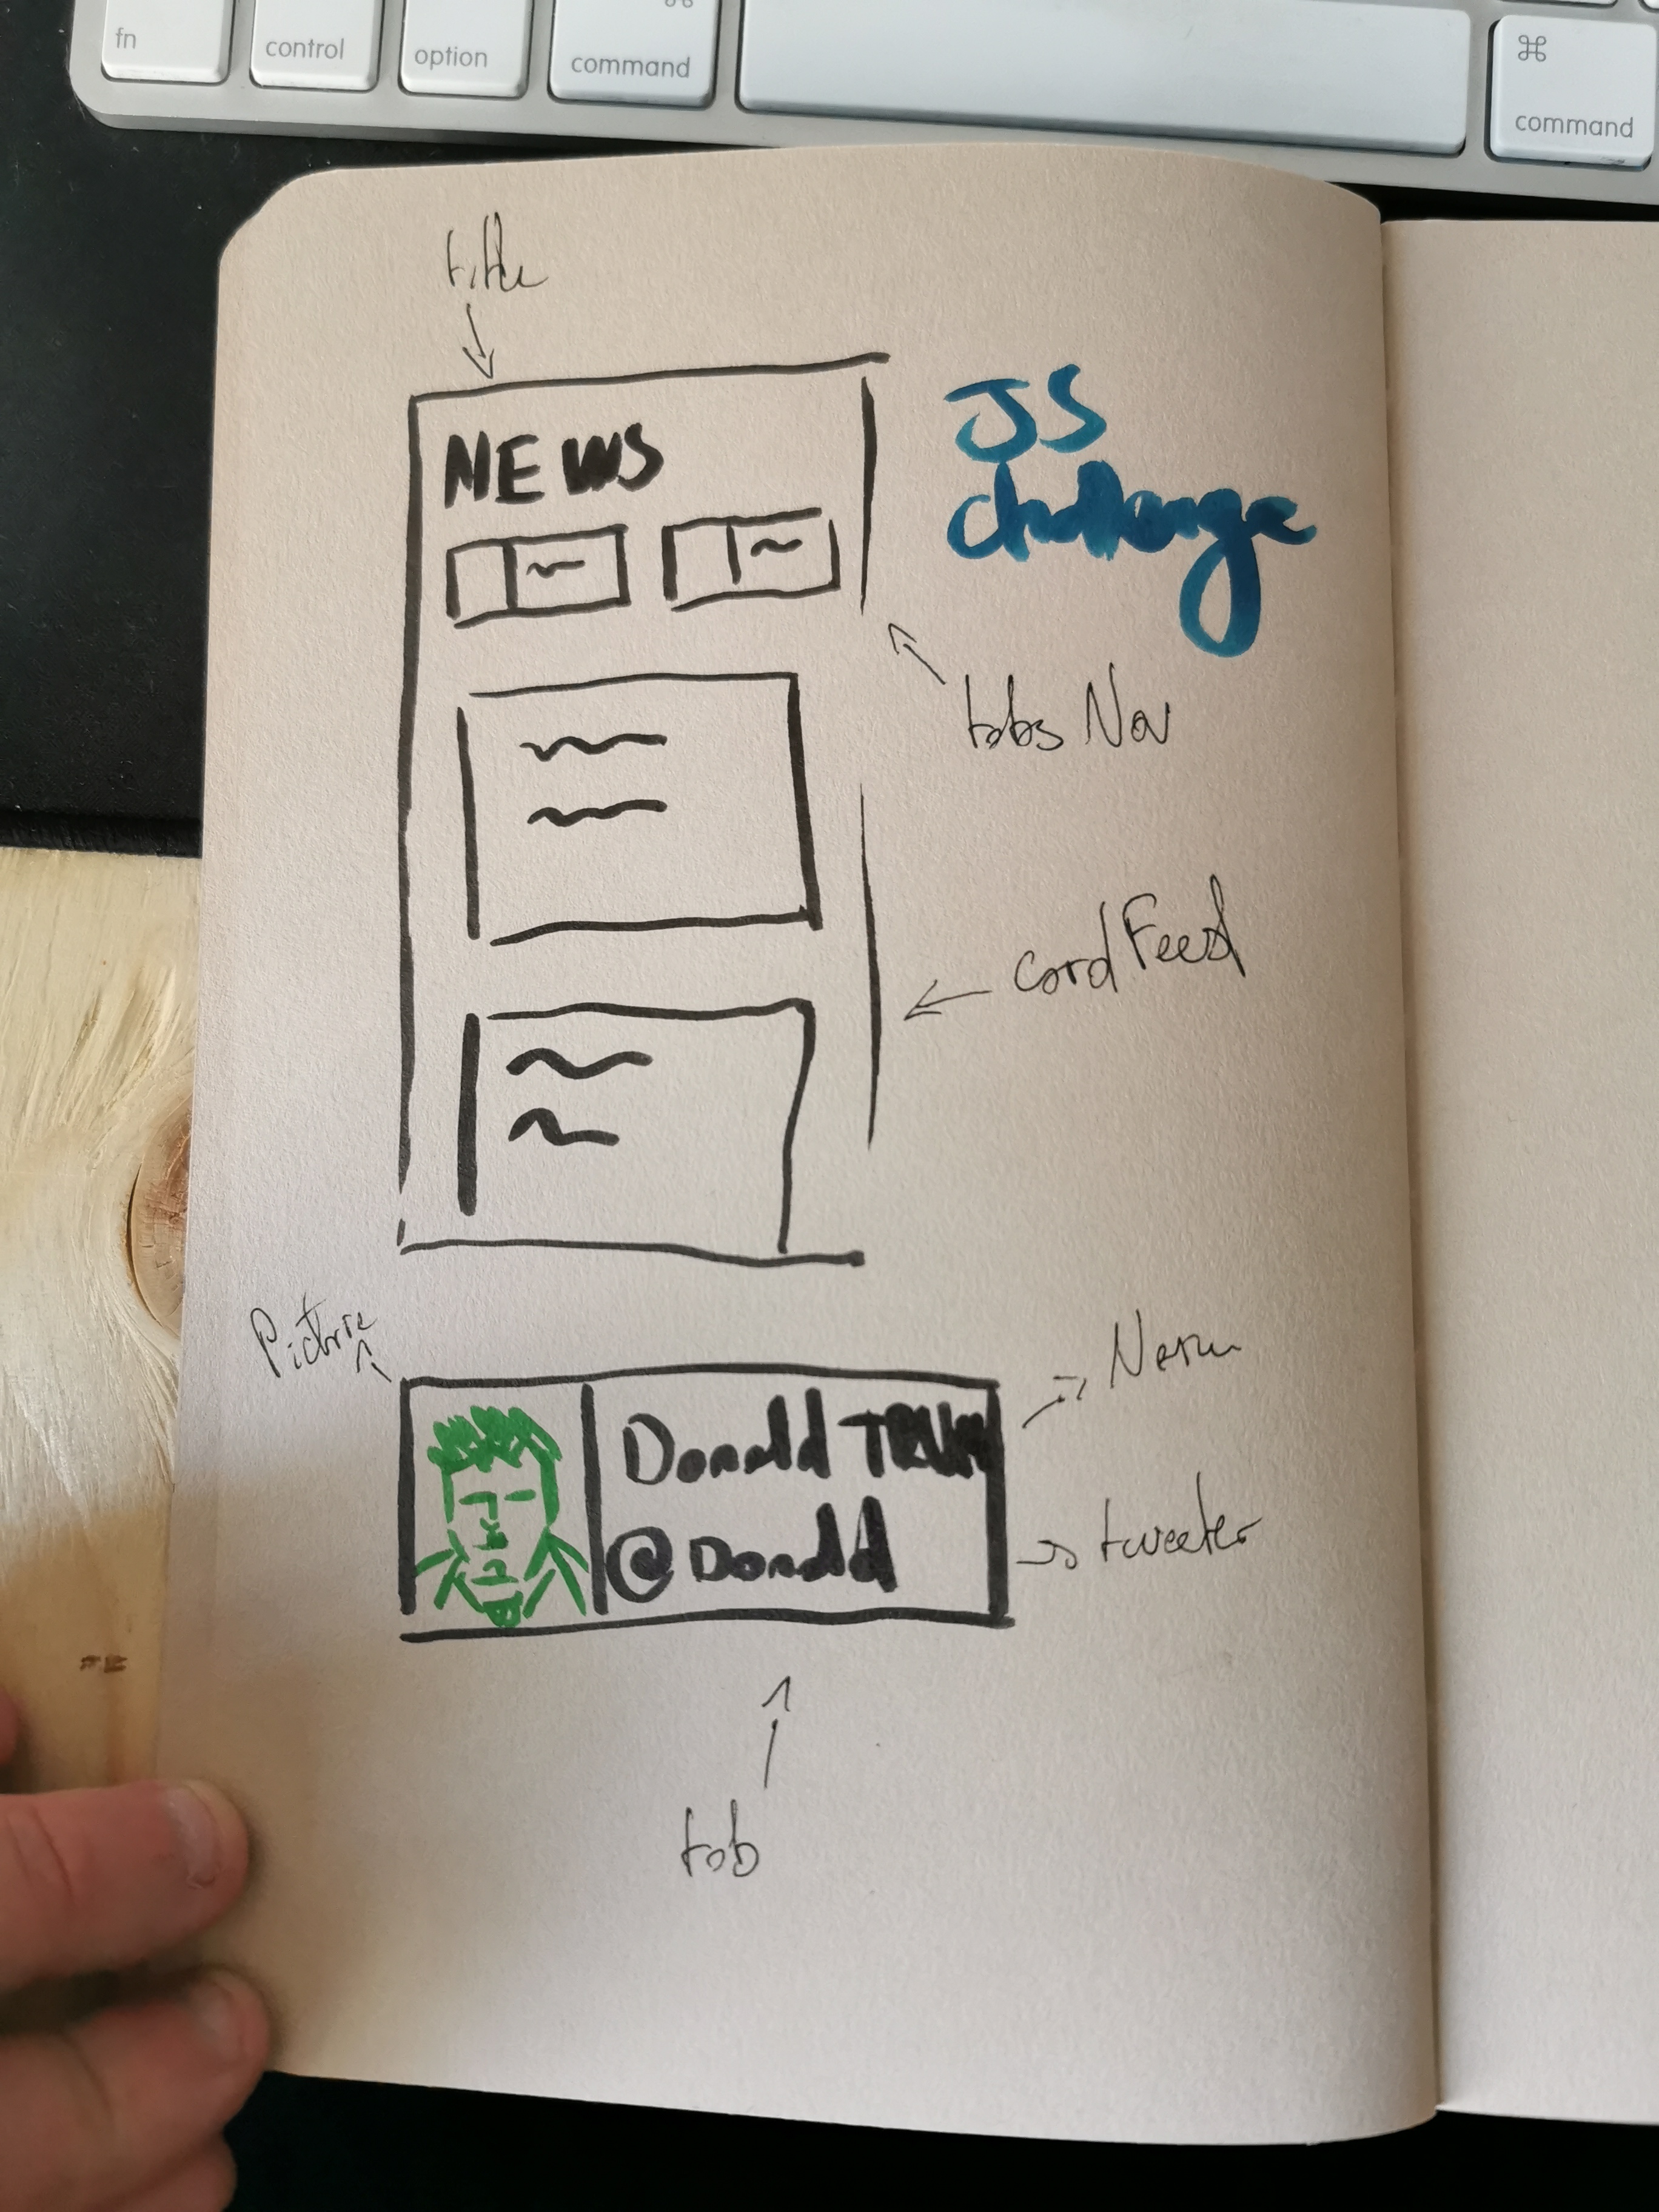 fn
control
option
⌘
command
⌘
command
title
NEWS
JS
challenge
tabs Nav
card Feed
Picture
Name
Donald TRUM
@Donald
tweeter
tab